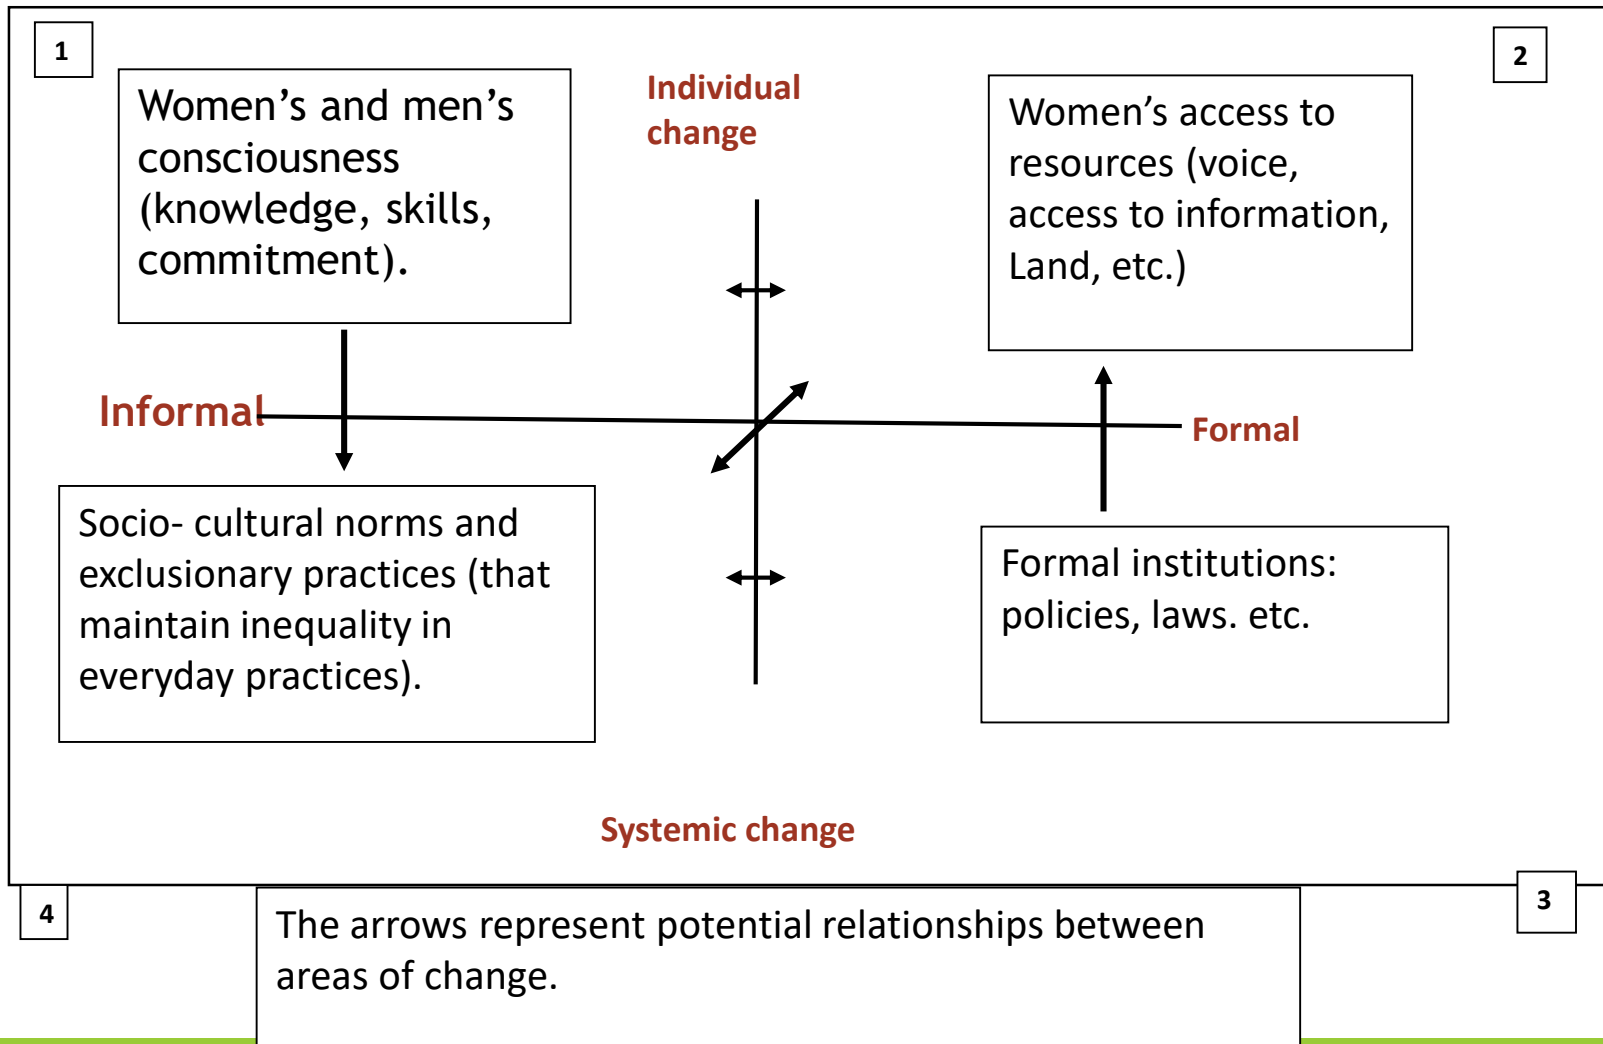 1
2
Women’s and men’s
consciousness
(knowledge, skills,
commitment).
Individual
change
Women’s access to
resources (voice,
access to information,
Land, etc.)
Informal
Formal
Socio- cultural norms and
exclusionary practices (that
maintain inequality in
everyday practices).
Formal institutions:
policies, laws. etc.
Systemic change
4
3
The arrows represent potential relationships between
areas of change.